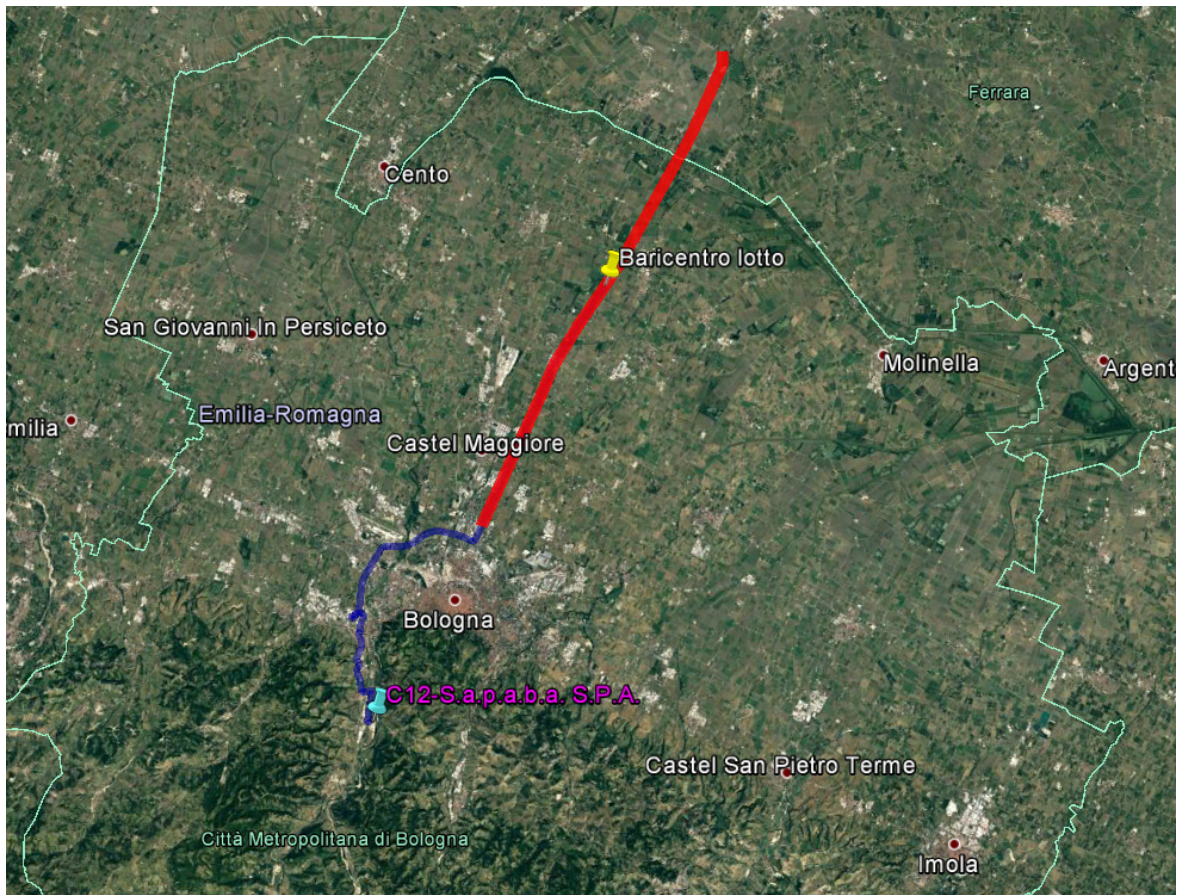 Ferrara
Cento
Baricentro lotto
San Giovanni In Persiceto
Molinella
Argent
Emilia-Romagna
milia
Castel Maggiore
Bologna
C12-S.a.p.a.b.a. S.P.A.
Castel San Pietro Terme
Città Metropolitana di Bologna
Imola